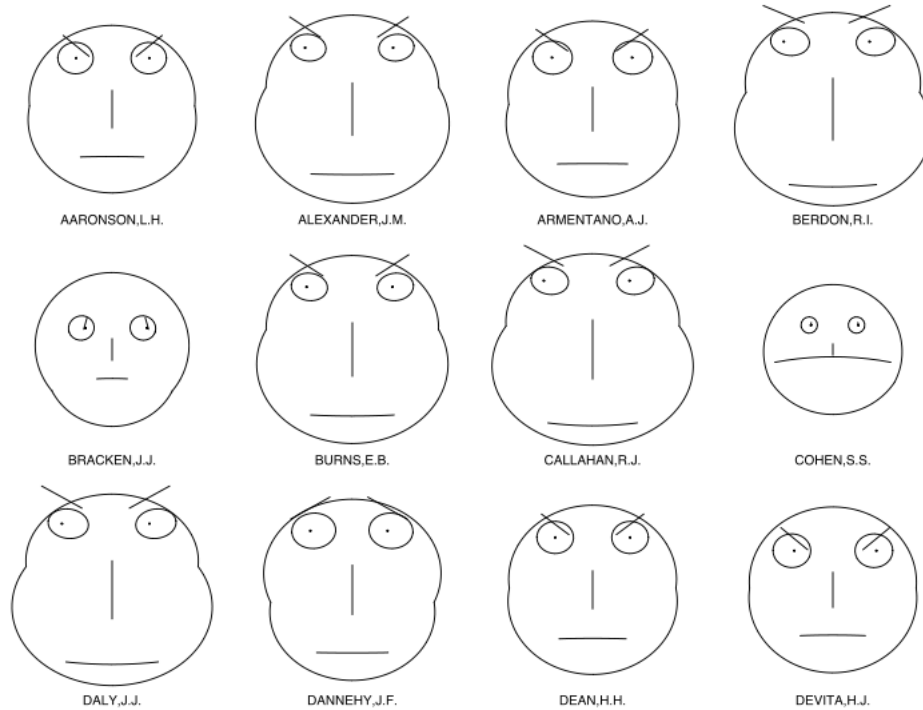 AARONSON,L.H.
ALEXANDER,J.M.
ARMENTANO,A.J.
BERDON,R.I.
BRACKEN,J.J.
BURNS,E.B.
CALLAHAN,R.J.
COHEN,S.S.
DALY,J.J.
DANNEHY,J.F.
DEAN,H.H.
DEVITA,H.J.